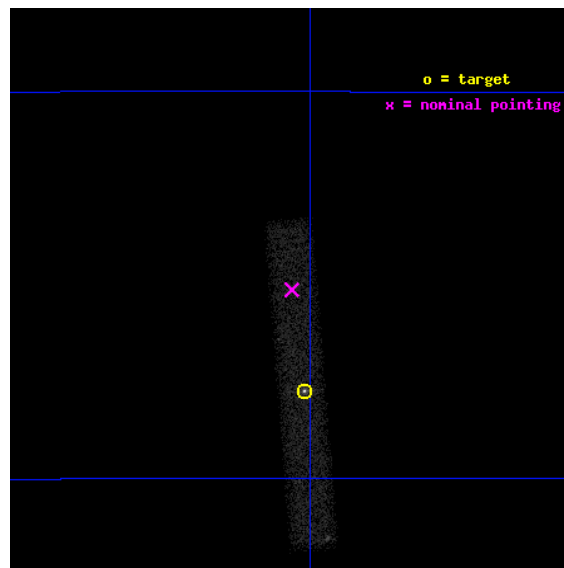 o = target
x = nominal pointing